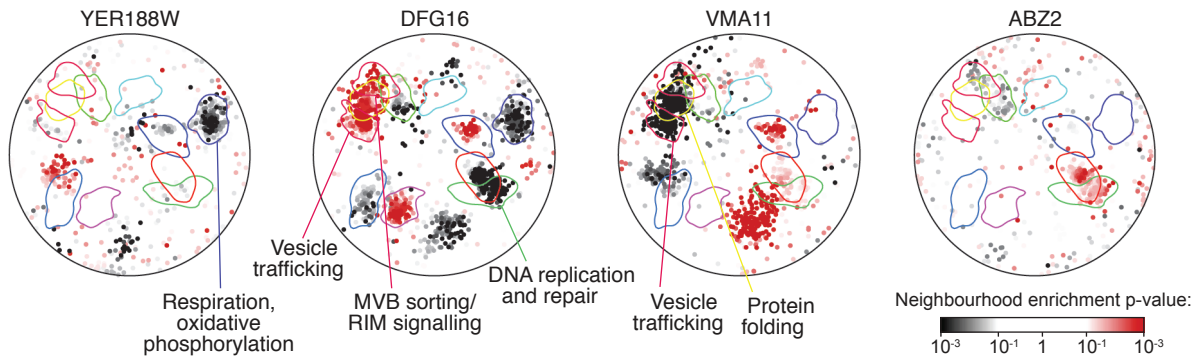 YER188W
DFG16
VMA11
ABZ2
Vesicle
trafficking
Respiration,
oxidative
phosphorylation
MVB sorting/
RIM signalling
DNA replication
and repair
Vesicle
trafficking
Protein
folding
Neighbourhood enrichment p-value:
10⁻³ 10⁻¹ 1 10⁻¹ 10⁻³